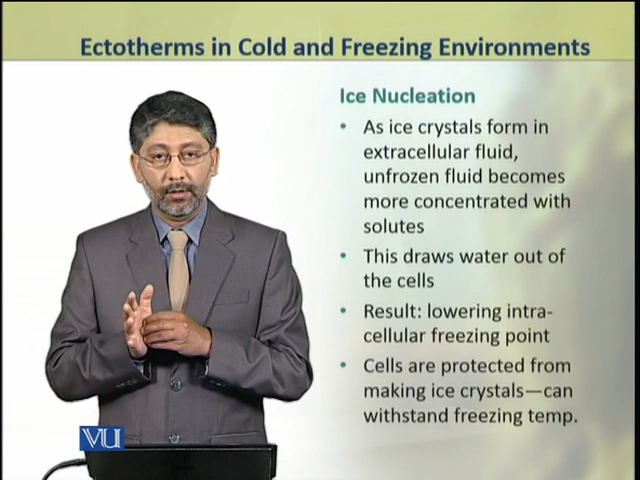 Ectotherms in Cold and Freezing Environments
Ice Nucleation
• As ice crystals form in
extracellular fluid,
unfrozen fluid becomes
more concentrated with
solutes
• This draws water out of
the cells
• Result: lowering intra-
cellular freezing point
• Cells are protected from
making ice crystals—can
withstand freezing temp.
VU